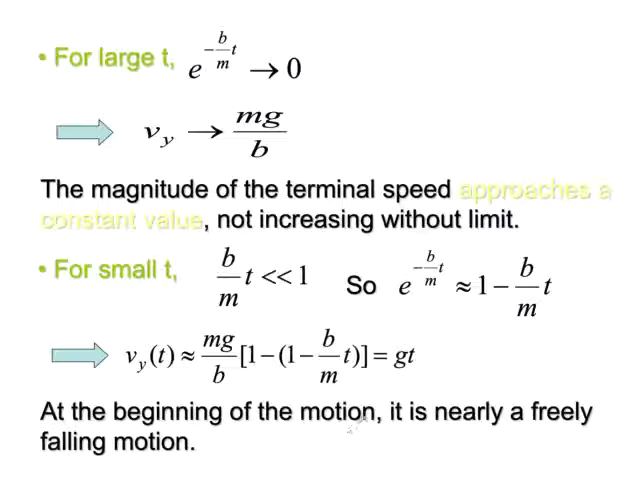 • For large t, $e^{-\frac{b}{m}t} \to 0$
$v_y \to \frac{mg}{b}$
The magnitude of the terminal speed approaches a
constant value, not increasing without limit.
• For small t, $\frac{b}{m}t << 1$ So $e^{-\frac{b}{m}t} \approx 1 - \frac{b}{m}t$
$v_y(t) \approx \frac{mg}{b}[1-(1-\frac{b}{m}t)] = gt$
At the beginning of the motion, it is nearly a freely
falling motion.